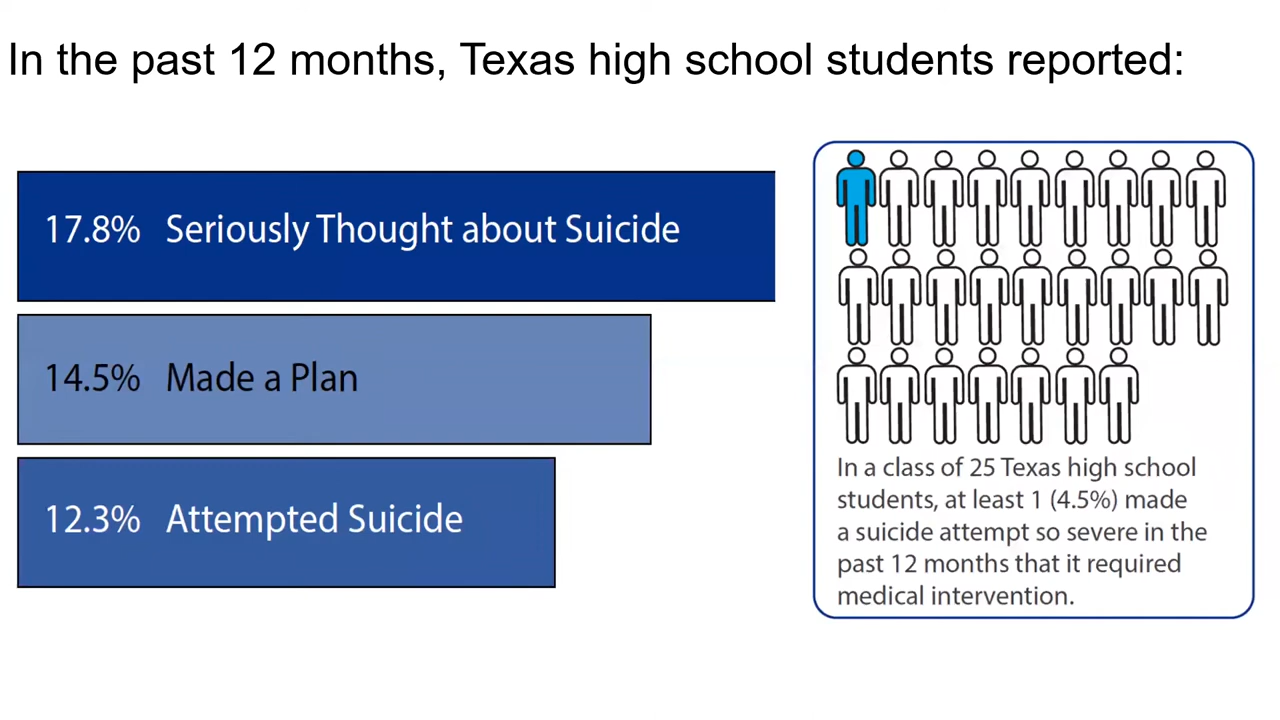 In the past 12 months, Texas high school students reported:
17.8% Seriously Thought about Suicide
14.5% Made a Plan
12.3% Attempted Suicide
In a class of 25 Texas high school
students, at least 1 (4.5%) made
a suicide attempt so severe in the
past 12 months that it required
medical intervention.